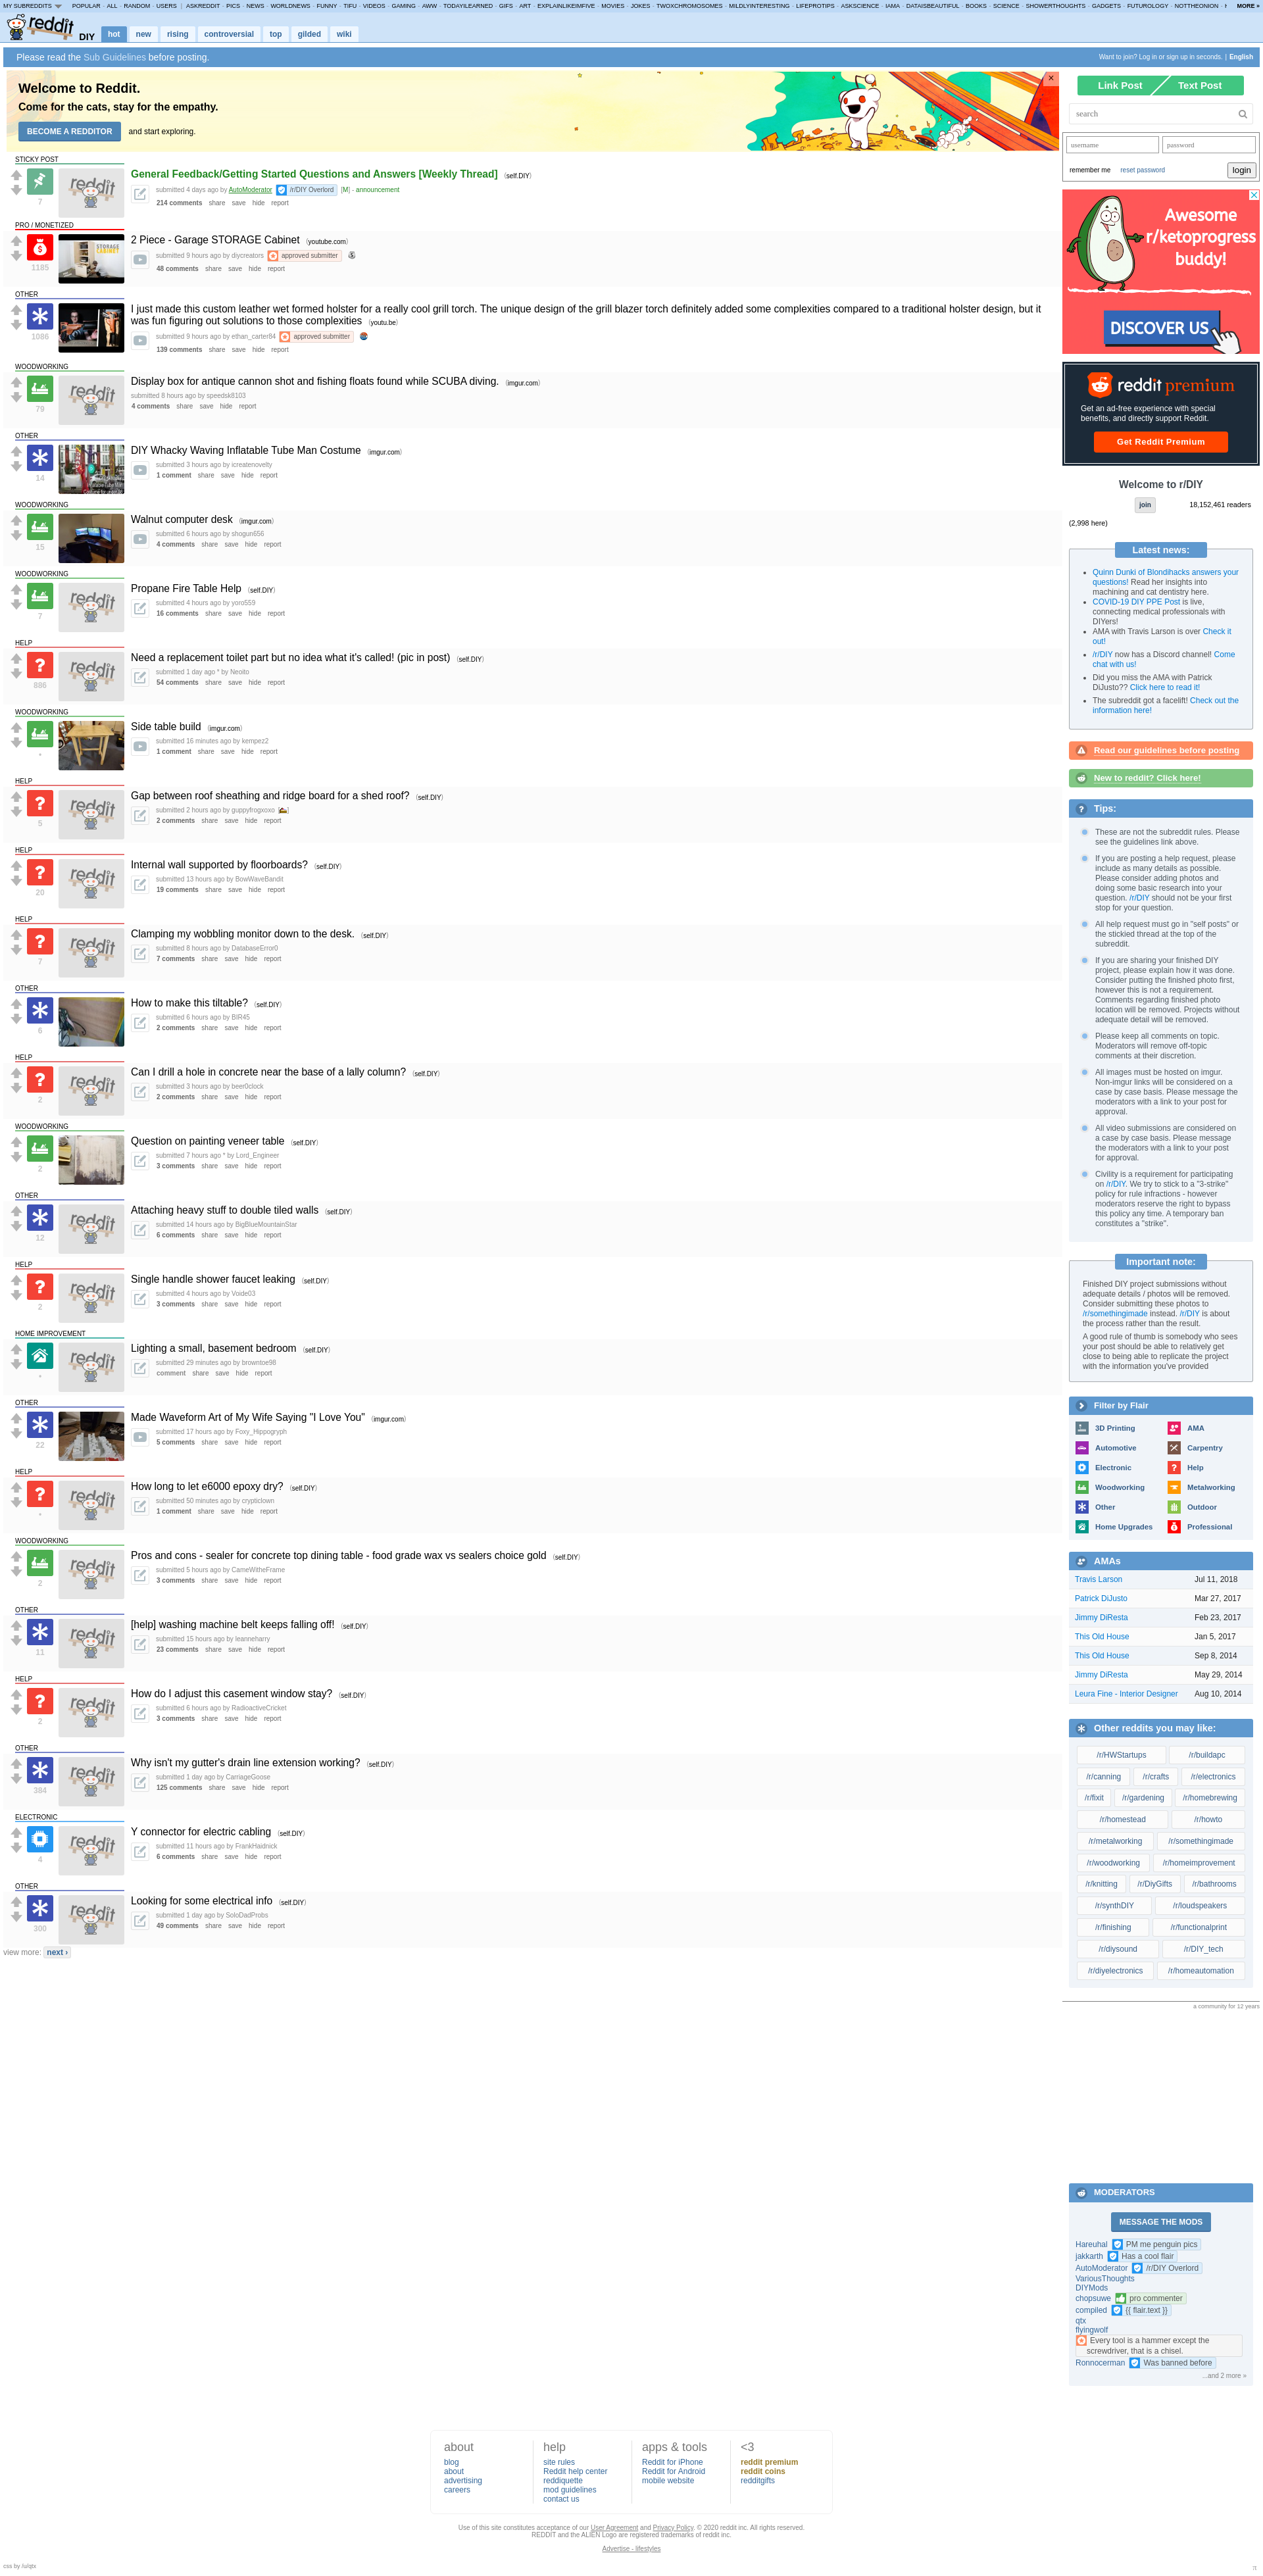 MY SUBREDDITS POPULAR - ALL - RANDOM - USERS | ASKREDDIT - PICS - NEWS - WORLDNEWS - FUNNY - TIFU - VIDEOS - GAMING - AWW - TODAYILEARNED - GIFS - ART - EXPLAINLIKEIMFIVE - MOVIES - JOKES - TWOXCHROMOSOMES - MILDLYINTERESTING - LIFEPROTIPS - ASKSCIENCE - IAMA - DATAISBEAUTIFUL - BOOKS - SCIENCE - SHOWERTHOUGHTS - GADGETS - FUTUROLOGY - NOTTHEONION MORE »
reddit DIY hot new rising controversial top gilded wiki
Please read the Sub Guidelines before posting.
Want to join? Log in or sign up in seconds. | English
Welcome to Reddit.
Come for the cats, stay for the empathy.
BECOME A REDDITOR and start exploring.
STICKY POST
General Feedback/Getting Started Questions and Answers [Weekly Thread] (self.DIY)
submitted 4 days ago by AutoModerator /r/DIY Overlord [M] - announcement
7
214 comments share save hide report
PRO / MONETIZED
2 Piece - Garage STORAGE Cabinet (youtube.com)
submitted 9 hours ago by diycreators approved submitter
1185
48 comments share save hide report
OTHER
I just made this custom leather wet formed holster for a really cool grill torch. The unique design of the grill blazer torch definitely added some complexities compared to a traditional holster design, but it
was fun figuring out solutions to those complexities (youtu.be)
1086
submitted 9 hours ago by ethan_carter84 approved submitter
139 comments share save hide report
WOODWORKING
Display box for antique cannon shot and fishing floats found while SCUBA diving. (imgur.com)
submitted 8 hours ago by speedsk8103
79
4 comments share save hide report
OTHER
DIY Whacky Waving Inflatable Tube Man Costume (imgur.com)
submitted 3 hours ago by icreatenovelty
14
1 comment share save hide report
WOODWORKING
Walnut computer desk (imgur.com)
submitted 6 hours ago by shogun656
15
4 comments share save hide report
WOODWORKING
Propane Fire Table Help (self.DIY)
submitted 4 hours ago by yoro559
7
16 comments share save hide report
HELP
Need a replacement toilet part but no idea what it's called! (pic in post) (self.DIY)
submitted 1 day ago * by Neoito
886
54 comments share save hide report
WOODWORKING
Side table build (imgur.com)
submitted 16 minutes ago by kempez2
•
1 comment share save hide report
HELP
Gap between roof sheathing and ridge board for a shed roof? (self.DIY)
submitted 2 hours ago by guppyfrogxoxo
5
2 comments share save hide report
HELP
Internal wall supported by floorboards? (self.DIY)
submitted 13 hours ago by BowWaveBandit
20
19 comments share save hide report
HELP
Clamping my wobbling monitor down to the desk. (self.DIY)
submitted 8 hours ago by DatabaseError0
7
7 comments share save hide report
OTHER
How to make this tiltable? (self.DIY)
submitted 6 hours ago by BIR45
6
2 comments share save hide report
HELP
Can I drill a hole in concrete near the base of a lally column? (self.DIY)
submitted 3 hours ago by beer0clock
2
2 comments share save hide report
WOODWORKING
Question on painting veneer table (self.DIY)
submitted 7 hours ago * by Lord_Engineer
2
3 comments share save hide report
OTHER
Attaching heavy stuff to double tiled walls (self.DIY)
submitted 14 hours ago by BigBlueMountainStar
12
6 comments share save hide report
HELP
Single handle shower faucet leaking (self.DIY)
submitted 4 hours ago by Voide03
2
3 comments share save hide report
HOME IMPROVEMENT
Lighting a small, basement bedroom (self.DIY)
submitted 29 minutes ago by browntoe98
•
comment share save hide report
OTHER
Made Waveform Art of My Wife Saying "I Love You" (imgur.com)
submitted 17 hours ago by Foxy_Hippogryph
22
5 comments share save hide report
HELP
How long to let e6000 epoxy dry? (self.DIY)
submitted 50 minutes ago by crypticlown
•
1 comment share save hide report
WOODWORKING
Pros and cons - sealer for concrete top dining table - food grade wax vs sealers choice gold (self.DIY)
submitted 5 hours ago by CameWitheFrame
2
3 comments share save hide report
OTHER
[help] washing machine belt keeps falling off! (self.DIY)
submitted 15 hours ago by leanneharry
11
23 comments share save hide report
HELP
How do I adjust this casement window stay? (self.DIY)
submitted 6 hours ago by RadioactiveCricket
2
3 comments share save hide report
OTHER
Why isn't my gutter's drain line extension working? (self.DIY)
submitted 1 day ago by CarriageGoose
384
125 comments share save hide report
ELECTRONIC
Y connector for electric cabling (self.DIY)
submitted 11 hours ago by FrankHaidnick
4
6 comments share save hide report
OTHER
Looking for some electrical info (self.DIY)
submitted 1 day ago by SoloDadProbs
300
49 comments share save hide report
view more: next ›
Link Post Text Post
search
username password
remember me reset password login
Awesome
r/ketoprogress
buddy!
DISCOVER US
reddit premium
Get an ad-free experience with special
benefits, and directly support Reddit.
Get Reddit Premium
Welcome to r/DIY
join 18,152,461 readers
(2,998 here)
Latest news:
Quinn Dunki of Blondihacks answers your
questions! Read her insights into
machining and cat dentistry here.
COVID-19 DIY PPE Post is live,
connecting medical professionals with
DIYers!
AMA with Travis Larson is over Check it
out!
/r/DIY now has a Discord channel! Come
chat with us!
Did you miss the AMA with Patrick
DiJusto?? Click here to read it!
The subreddit got a facelift! Check out the
information here!
Read our guidelines before posting
New to reddit? Click here!
Tips:
These are not the subreddit rules. Please
see the guidelines link above.
If you are posting a help request, please
include as many details as possible.
Please consider adding photos and
doing some basic research into your
question. /r/DIY should not be your first
stop for your question.
All help request must go in "self posts" or
the stickied thread at the top of the
subreddit.
If you are sharing your finished DIY
project, please explain how it was done.
Consider putting the finished photo first,
however this is not a requirement.
Comments regarding finished photo
location will be removed. Projects without
adequate detail will be removed.
Please keep all comments on topic.
Moderators will remove off-topic
comments at their discretion.
All images must be hosted on imgur.
Non-imgur links will be considered on a
case by case basis. Please message the
moderators with a link to your post for
approval.
All video submissions are considered on
a case by case basis. Please message
the moderators with a link to your post
for approval.
Civility is a requirement for participating
on /r/DIY. We try to stick to a "3-strike"
policy for rule infractions - however
moderators reserve the right to bypass
this policy any time. A temporary ban
constitutes a "strike".
Important note:
Finished DIY project submissions without
adequate details / photos will be removed.
Consider submitting these photos to
/r/somethingimade instead. /r/DIY is about
the process rather than the result.
A good rule of thumb is somebody who sees
your post should be able to relatively get
close to being able to replicate the project
with the information you've provided
Filter by Flair
3D Printing AMA
Automotive Carpentry
Electronic Help
Woodworking Metalworking
Other Outdoor
Home Upgrades Professional
AMAs
Travis Larson Jul 11, 2018
Patrick DiJusto Mar 27, 2017
Jimmy DiResta Feb 23, 2017
This Old House Jan 5, 2017
This Old House Sep 8, 2014
Jimmy DiResta May 29, 2014
Leura Fine - Interior Designer Aug 10, 2014
Other reddits you may like:
/r/HWStartups /r/buildapc
/r/canning /r/crafts /r/electronics
/r/fixit /r/gardening /r/homebrewing
/r/homestead /r/howto
/r/metalworking /r/somethingimade
/r/woodworking /r/homeimprovement
/r/knitting /r/DiyGifts /r/bathrooms
/r/synthDIY /r/loudspeakers
/r/finishing /r/functionalprint
/r/diysound /r/DIY_tech
/r/diyelectronics /r/homeautomation
a community for 12 years
MODERATORS
MESSAGE THE MODS
Hareuhal PM me penguin pics
jakkarth Has a cool flair
AutoModerator /r/DIY Overlord
VariousThoughts
DIYMods
chopsuwe pro commenter
compiled {{ flair.text }}
qtx
flyingwolf
Every tool is a hammer except the
screwdriver, that is a chisel.
Ronnocerman Was banned before
...and 2 more »
about help apps & tools <3
blog site rules Reddit for iPhone reddit premium
about Reddit help center Reddit for Android reddit coins
advertising reddiquette mobile website redditgifts
careers mod guidelines
contact us
Use of this site constitutes acceptance of our User Agreement and Privacy Policy. © 2020 reddit inc. All rights reserved.
REDDIT and the ALIEN Logo are registered trademarks of reddit inc.
Advertise - lifestyles
css by /u/qtx
π